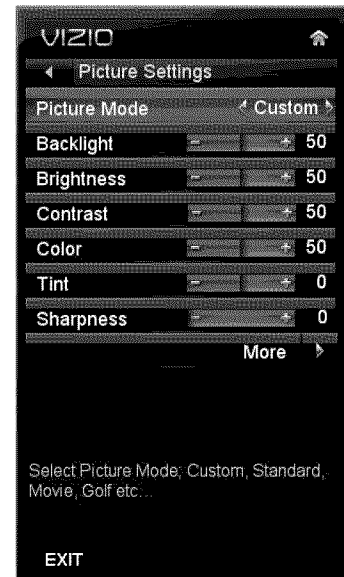 VIZIO
Picture Settings
Picture Mode Custom
Backlight - + 50
Brightness - + 50
Contrast - + 50
Color - + 50
Tint - + 0
Sharpness - + 0
More
Select Picture Mode; Custom, Standard,
Movie, Golf etc...
EXIT